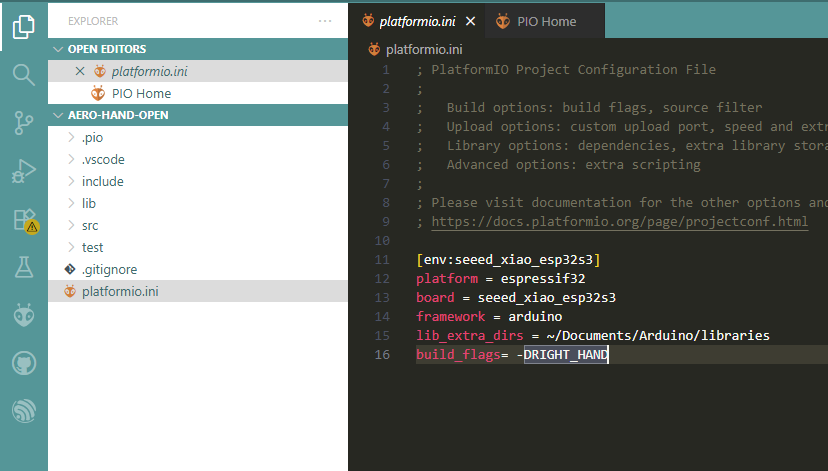 EXPLORER
OPEN EDITORS
platformio.ini
PIO Home
AERO-HAND-OPEN
.pio
.vscode
include
lib
src
test
.gitignore
platformio.ini
platformio.ini
PIO Home
platformio.ini
1 ; PlatformIO Project Configuration File
2 ;
3 ;   Build options: build flags, source filter
4 ;   Upload options: custom upload port, speed and extr
5 ;   Library options: dependencies, extra library stora
6 ;   Advanced options: extra scripting
7 ;
8 ; Please visit documentation for the other options and
9 ; https://docs.platformio.org/page/projectconf.html
10
11 [env:seeed_xiao_esp32s3]
12 platform = espressif32
13 board = seeed_xiao_esp32s3
14 framework = arduino
15 lib_extra_dirs = ~/Documents/Arduino/libraries
16 build_flags= -DRIGHT_HAND